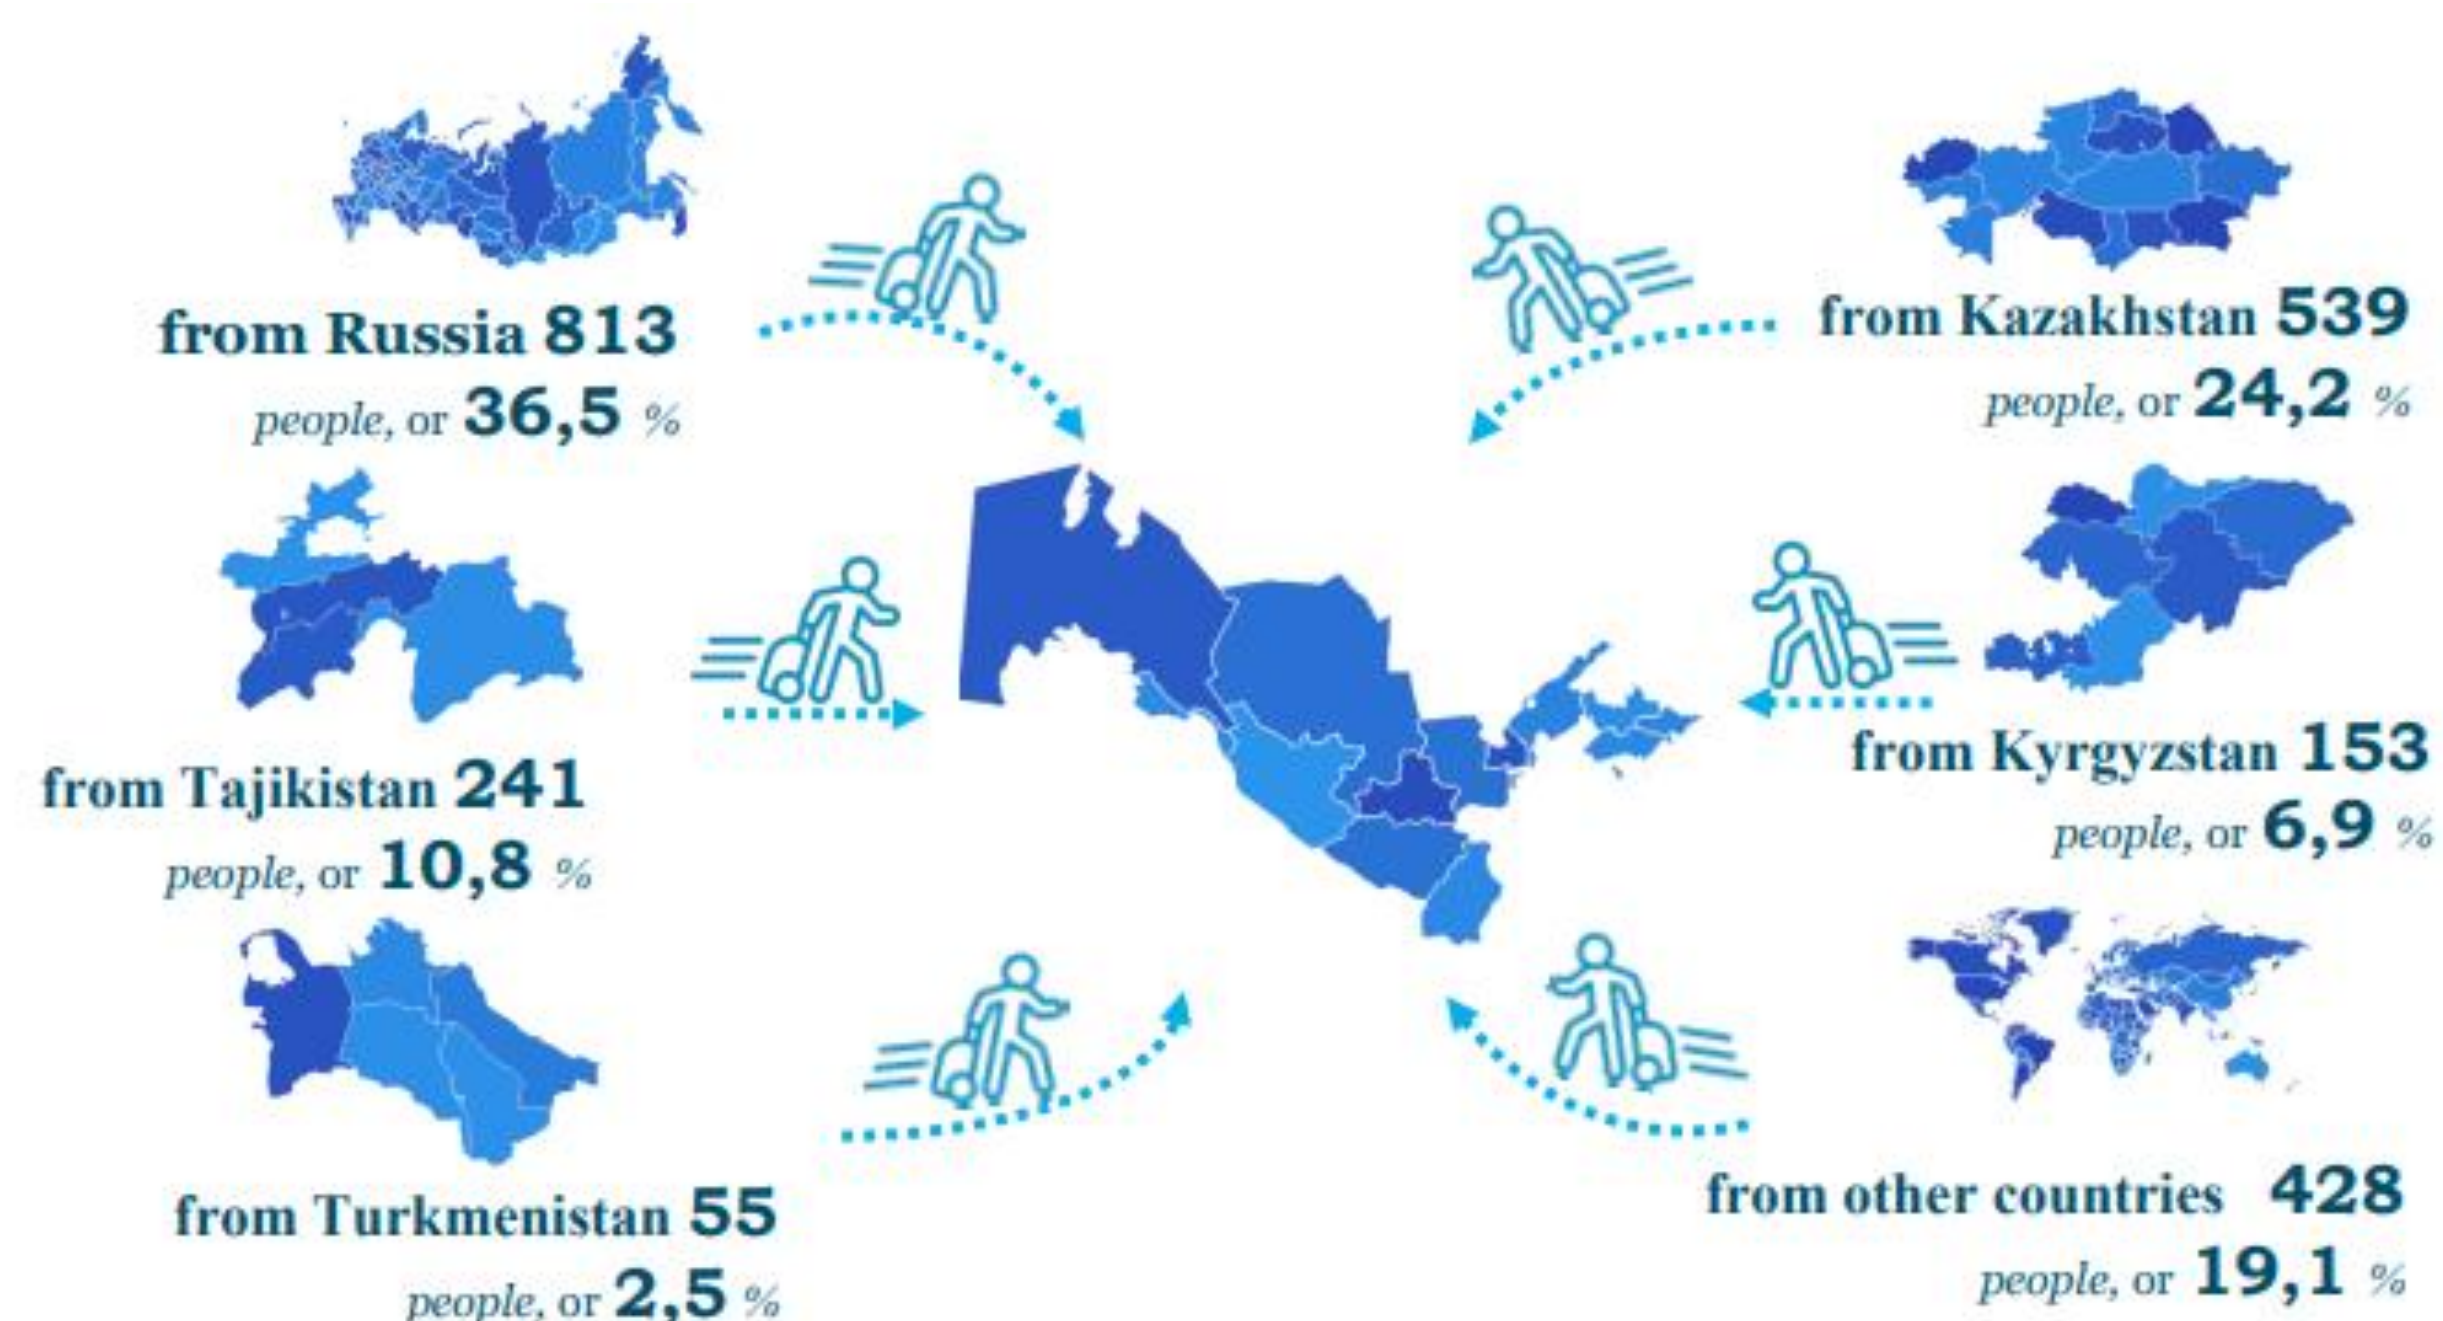 from Russia 813
people, or 36,5 %
from Kazakhstan 539
people, or 24,2 %
from Tajikistan 241
people, or 10,8 %
from Kyrgyzstan 153
people, or 6,9 %
from Turkmenistan 55
people, or 2,5 %
from other countries 428
people, or 19,1 %